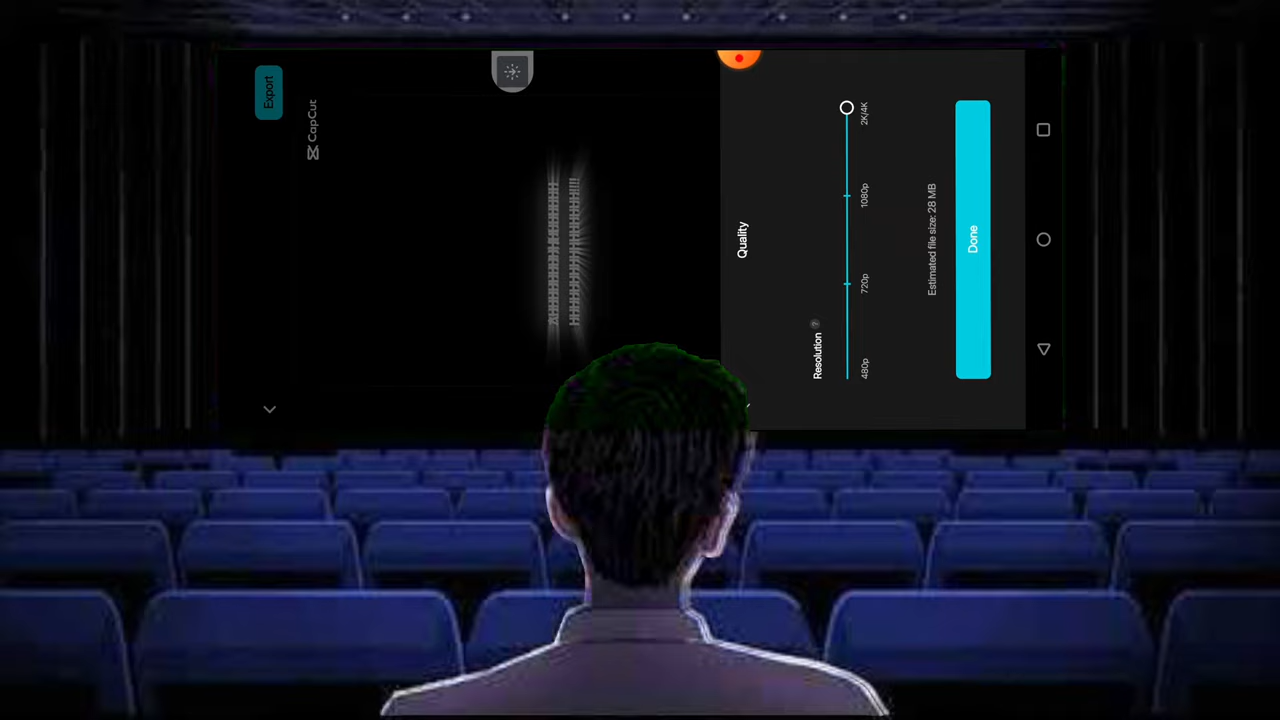 Export
CapCut
Quality
Resolution ?
480p
720p
1080p
2K/4K
Estimated file size: 28 MB
Done